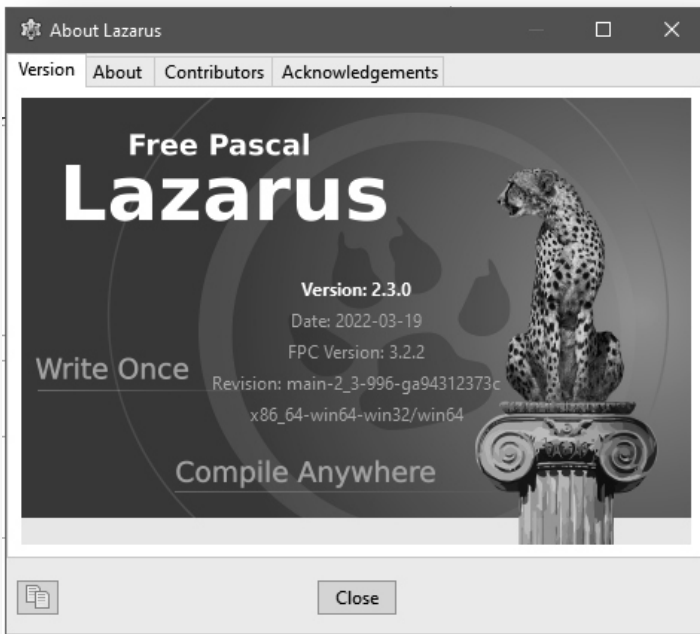 About Lazarus
Version About Contributors Acknowledgements
Free Pascal
Lazarus
Version: 2.3.0
Date: 2022-03-19
FPC Version: 3.2.2
Write Once
Revision: main-2_3-996-ga94312373c
x86_64-win64-win32/win64
Compile Anywhere
Close